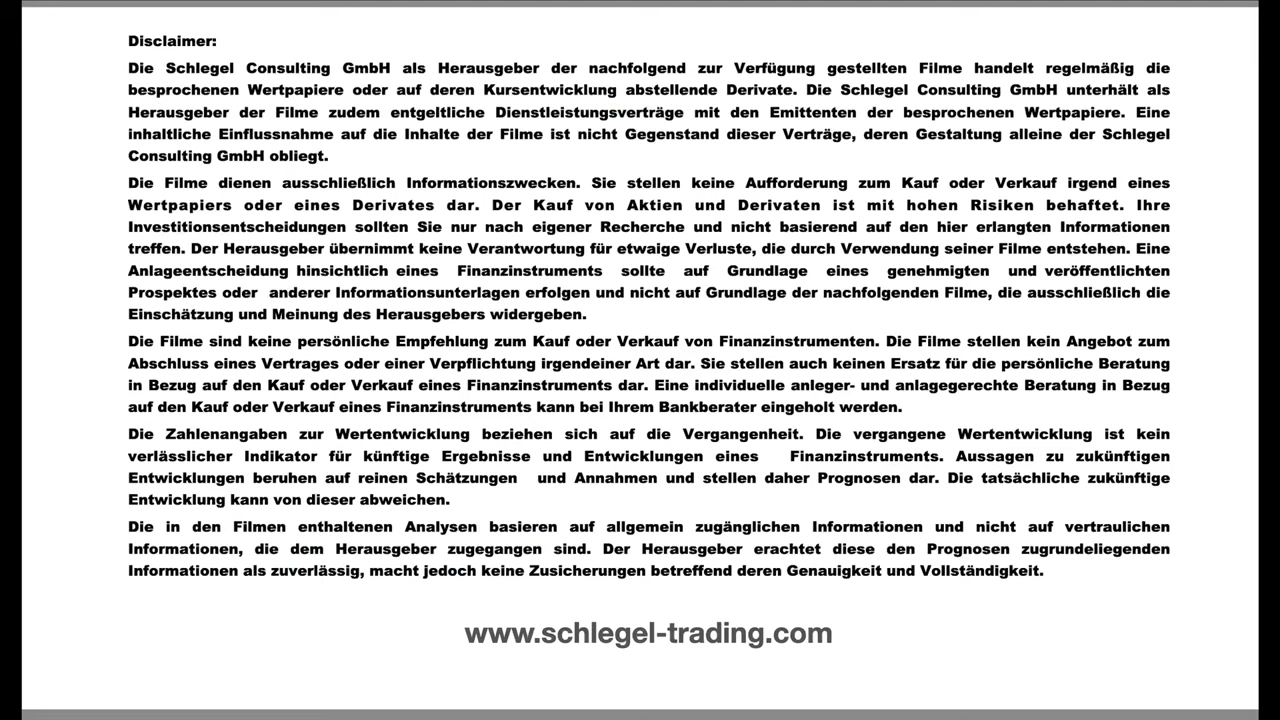 Disclaimer:
Die Schlegel Consulting GmbH als Herausgeber der nachfolgend zur Verfügung gestellten Filme handelt regelmäßig die
besprochenen Wertpapiere oder auf deren Kursentwicklung abstellende Derivate. Die Schlegel Consulting GmbH unterhält als
Herausgeber der Filme zudem entgeltliche Dienstleistungsverträge mit den Emittenten der besprochenen Wertpapiere. Eine
inhaltliche Einflussnahme auf die Inhalte der Filme ist nicht Gegenstand dieser Verträge, deren Gestaltung alleine der Schlegel
Consulting GmbH obliegt.
Die Filme dienen ausschließlich Informationszwecken. Sie stellen keine Aufforderung zum Kauf oder Verkauf irgend eines
Wertpapiers oder eines Derivates dar. Der Kauf von Aktien und Derivaten ist mit hohen Risiken behaftet. Ihre
Investitionsentscheidungen sollten Sie nur nach eigener Recherche und nicht basierend auf den hier erlangten Informationen
treffen. Der Herausgeber übernimmt keine Verantwortung für etwaige Verluste, die durch Verwendung seiner Filme entstehen. Eine
Anlageentscheidung hinsichtlich eines Finanzinstruments sollte auf Grundlage eines genehmigten und veröffentlichten
Prospektes oder anderer Informationsunterlagen erfolgen und nicht auf Grundlage der nachfolgenden Filme, die ausschließlich die
Einschätzung und Meinung des Herausgebers widergeben.
Die Filme sind keine persönliche Empfehlung zum Kauf oder Verkauf von Finanzinstrumenten. Die Filme stellen kein Angebot zum
Abschluss eines Vertrages oder einer Verpflichtung irgendeiner Art dar. Sie stellen auch keinen Ersatz für die persönliche Beratung
in Bezug auf den Kauf oder Verkauf eines Finanzinstruments dar. Eine individuelle anleger- und anlagegerechte Beratung in Bezug
auf den Kauf oder Verkauf eines Finanzinstruments kann bei Ihrem Bankberater eingeholt werden.
Die Zahlenangaben zur Wertentwicklung beziehen sich auf die Vergangenheit. Die vergangene Wertentwicklung ist kein
verlässlicher Indikator für künftige Ergebnisse und Entwicklungen eines Finanzinstruments. Aussagen zu zukünftigen
Entwicklungen beruhen auf reinen Schätzungen und Annahmen und stellen daher Prognosen dar. Die tatsächliche zukünftige
Entwicklung kann von dieser abweichen.
Die in den Filmen enthaltenen Analysen basieren auf allgemein zugänglichen Informationen und nicht auf vertraulichen
Informationen, die dem Herausgeber zugegangen sind. Der Herausgeber erachtet diese den Prognosen zugrundeliegenden
Informationen als zuverlässig, macht jedoch keine Zusicherungen betreffend deren Genauigkeit und Vollständigkeit.
www.schlegel-trading.com